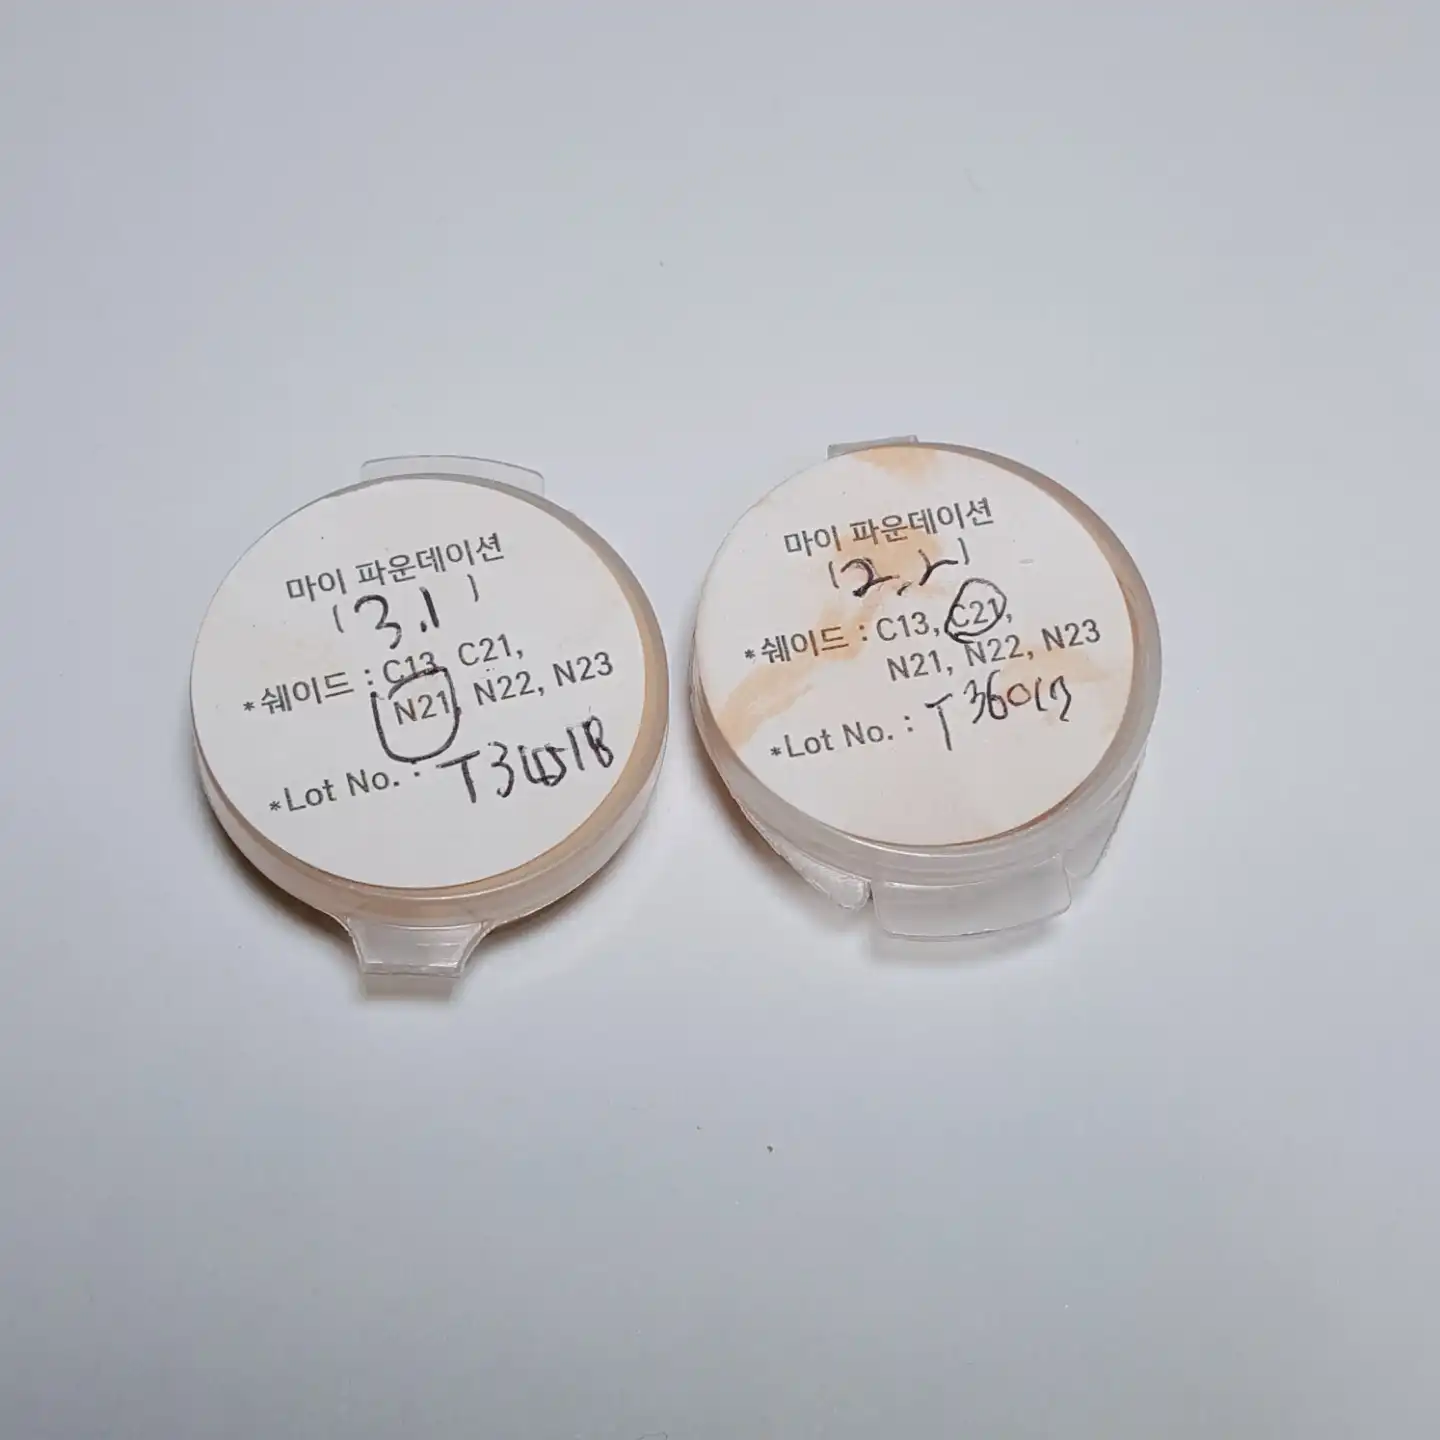 마이 파운데이션
(3.1)
*쉐이드 : C13, C21,
N21, N22, N23
*Lot No. : T34518
마이 파운데이션
(2.2)
*쉐이드 : C13, C21,
N21, N22, N23
*Lot No. :